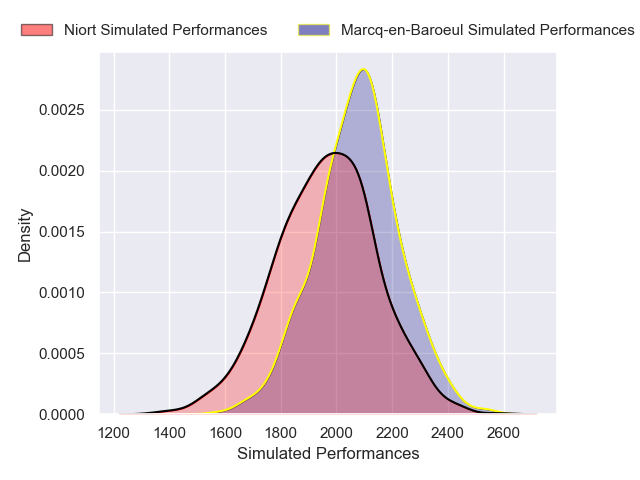 Niort Simulated Performances Marcq-en-Baroeul Simulated Performances
0.0025
0.0020
0.0015
0.0010
0.0005
0.0000
Density
1200 1400 1600 1800 2000 2200 2400 2600
Simulated Performances